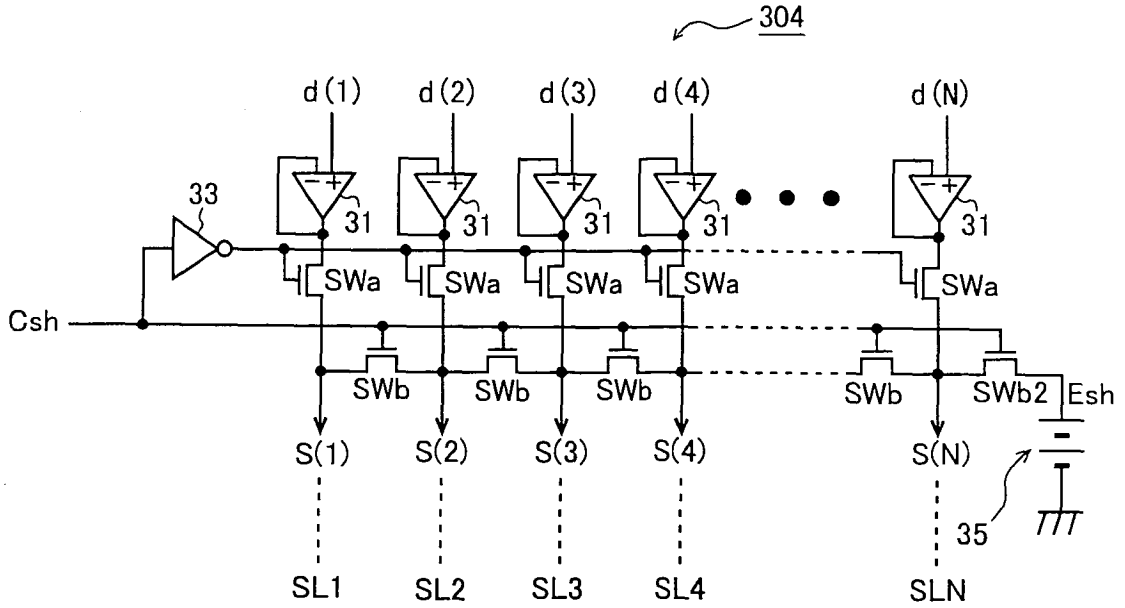 304
d(1) d(2) d(3) d(4) d(N)
− + − + − + − + − +
33 31 31 31 31 31
SWa SWa SWa SWa SWa
Csh
SWb SWb SWb SWb SWb2 Esh
S(1) S(2) S(3) S(4) S(N)
35
SL1 SL2 SL3 SL4 SLN